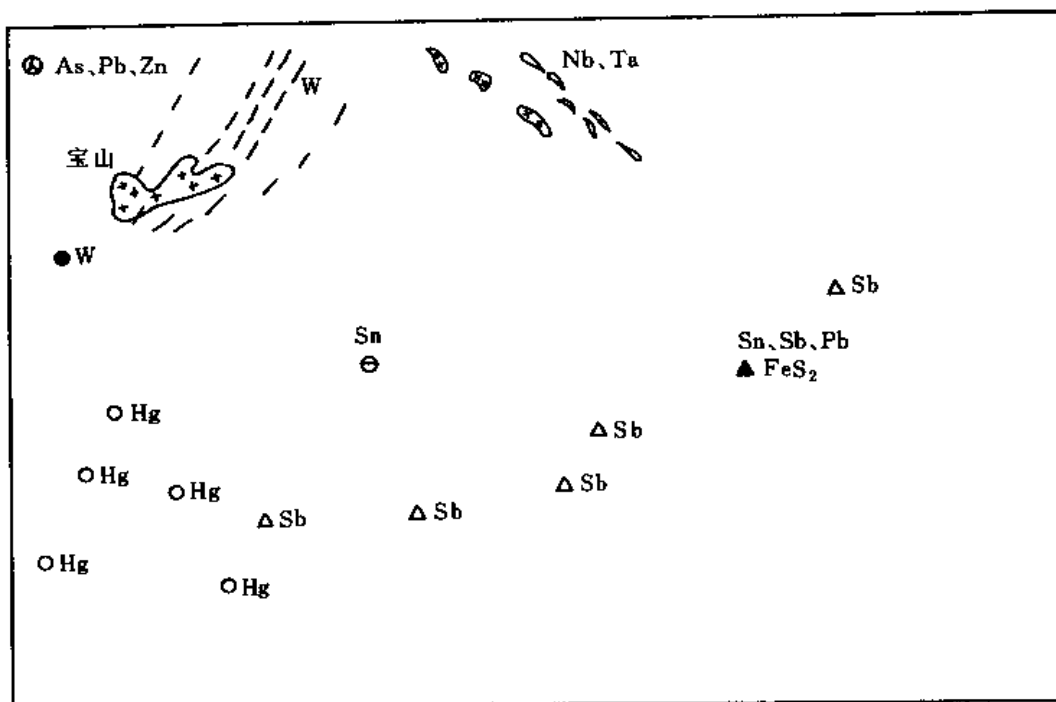 As、Pb、Zn
Nb、Ta
W
宝山
W
Sb
Sn
Sn、Sb、Pb
FeS₂
Hg
Sb
Hg
Hg
Sb
Sb
Sb
Hg
Hg